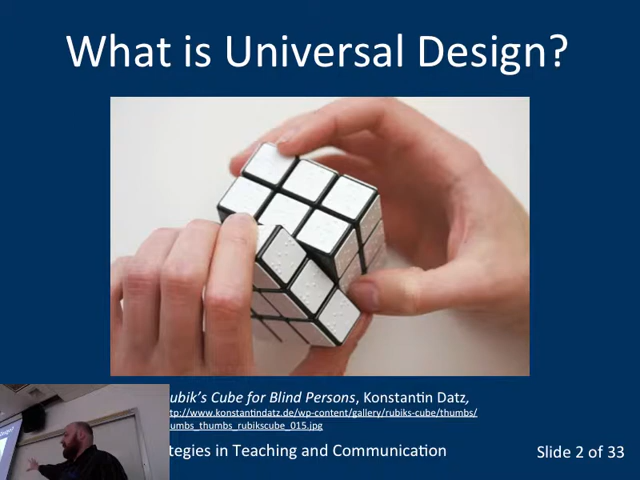 What is Universal Design?
ubik's Cube for Blind Persons, Konstantin Datz,
tp://www.konstantindatz.de/wp-content/gallery/rubiks-cube/thumbs/
umbs_thumbs_rubikscube_015.jpg
tegies in Teaching and Communication
Slide 2 of 33